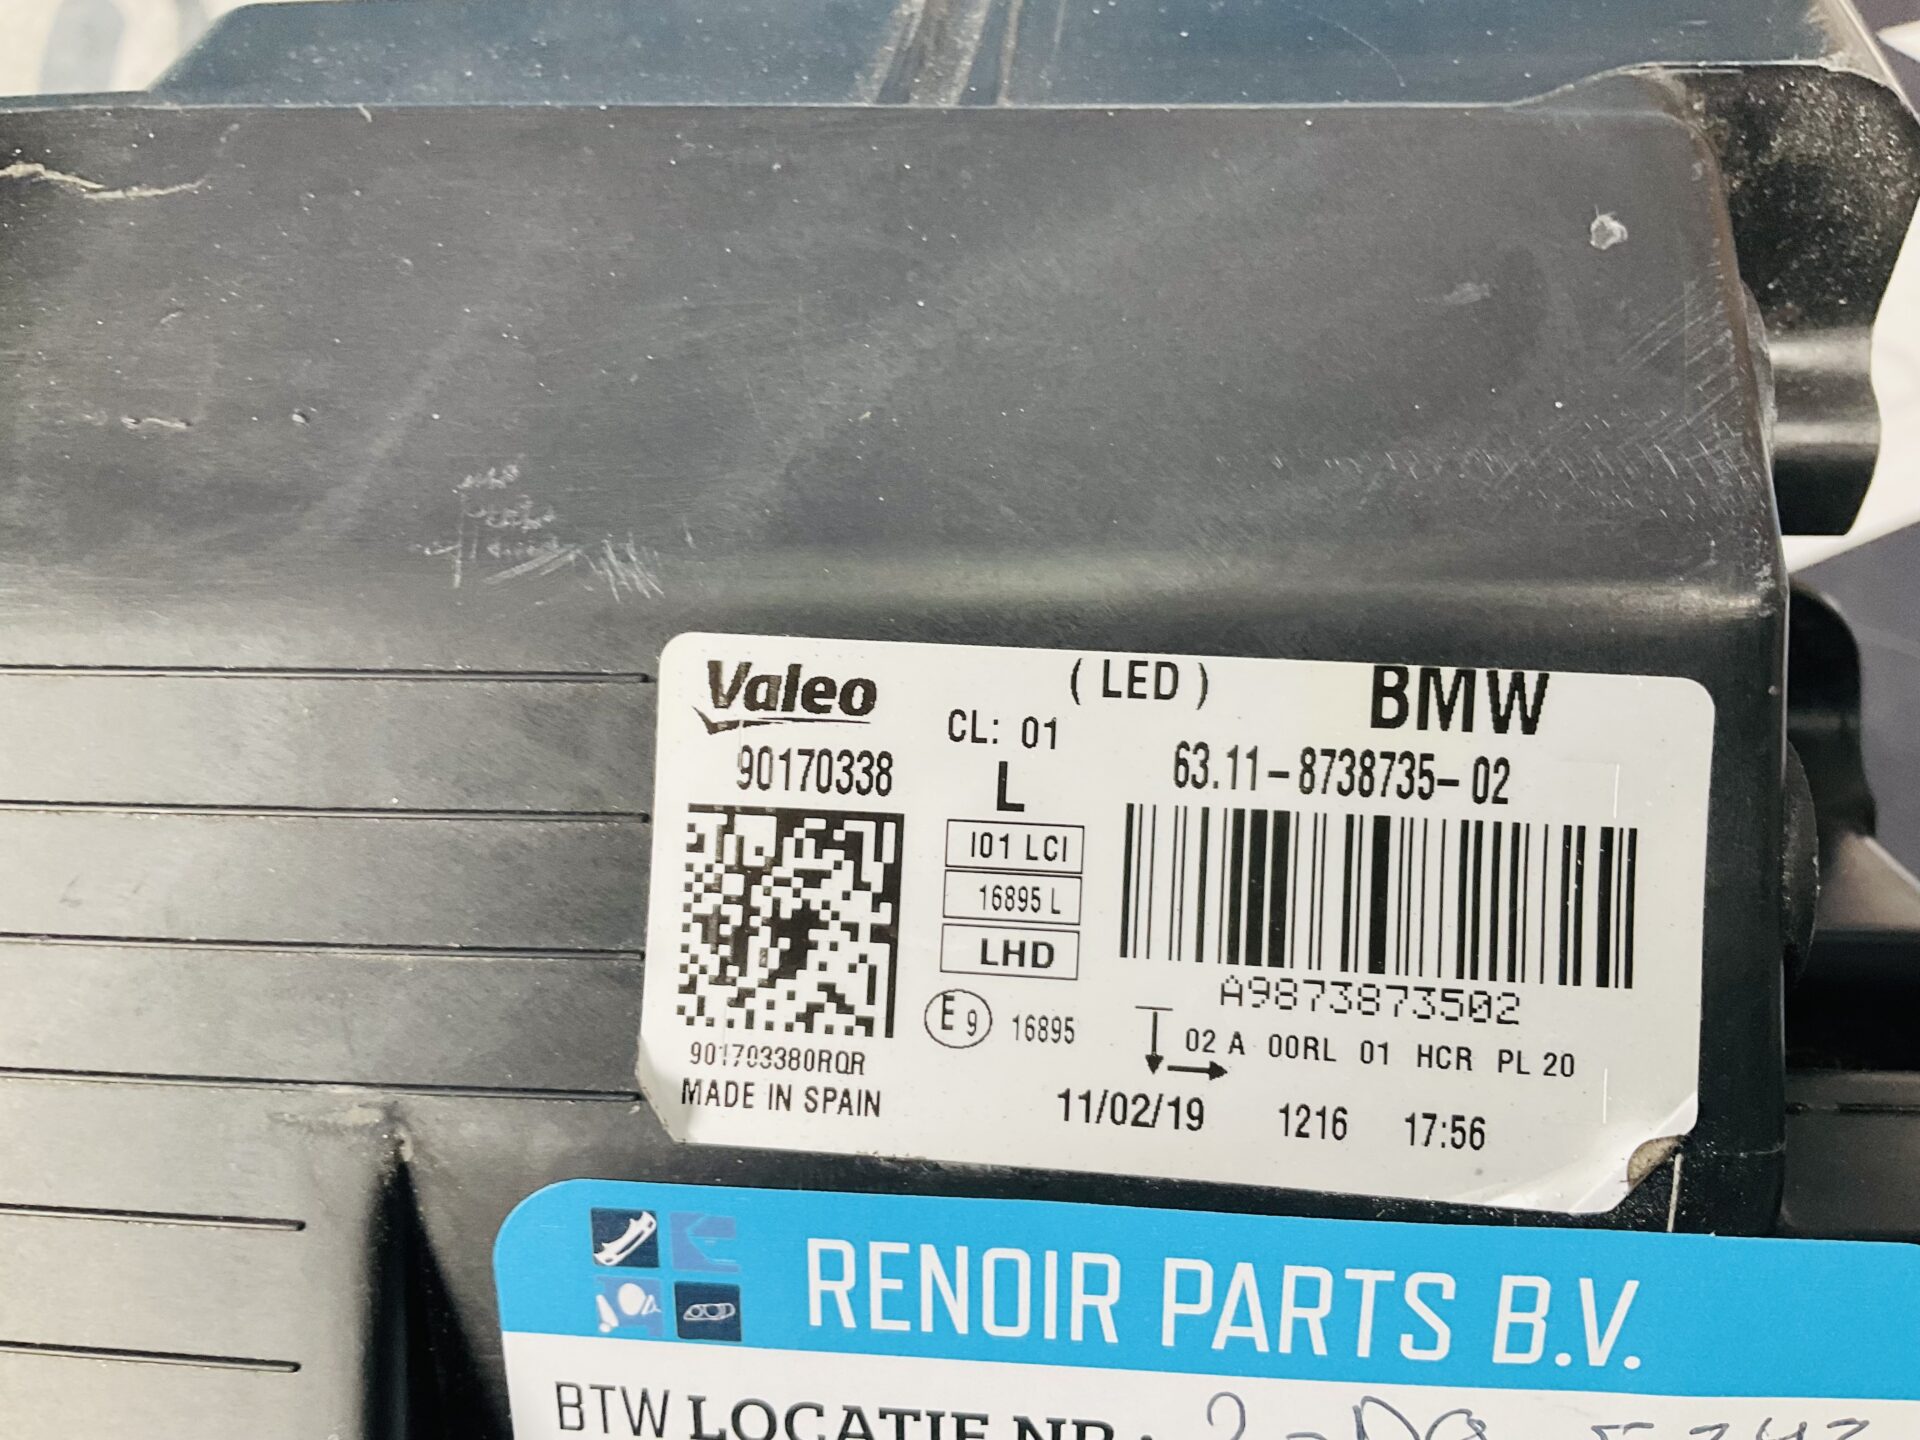 Valeo
(LED)
BMW
CL: 01
90170338
L
63.11-8738735-02
I01 LCI
16895 L
LHD
A9873873502
E9 16895
02 A 00RL 01 HCR PL 20
901703380RQR
MADE IN SPAIN
11/02/19 1216 17:56
RENOIR PARTS B.V.
BTW LOCATIE NR: